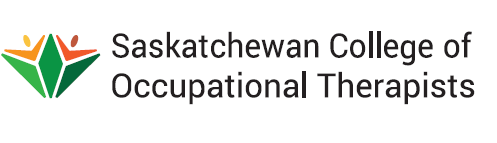 Saskatchewan College of
Occupational Therapists